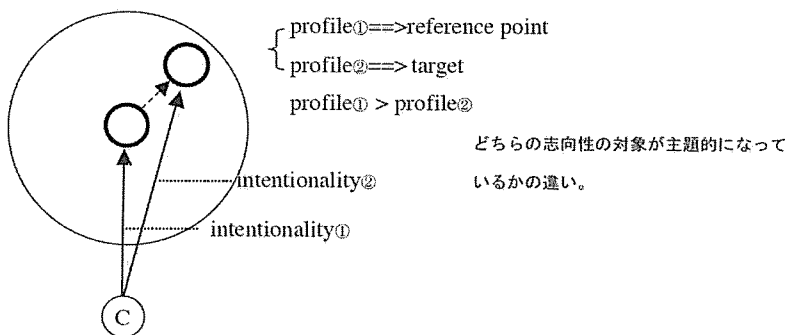 profile①==>reference point
profile②==> target
profile① > profile②
どちらの志向性の対象が主題的になって
いるかの違い。
intentionality②
intentionality①
C